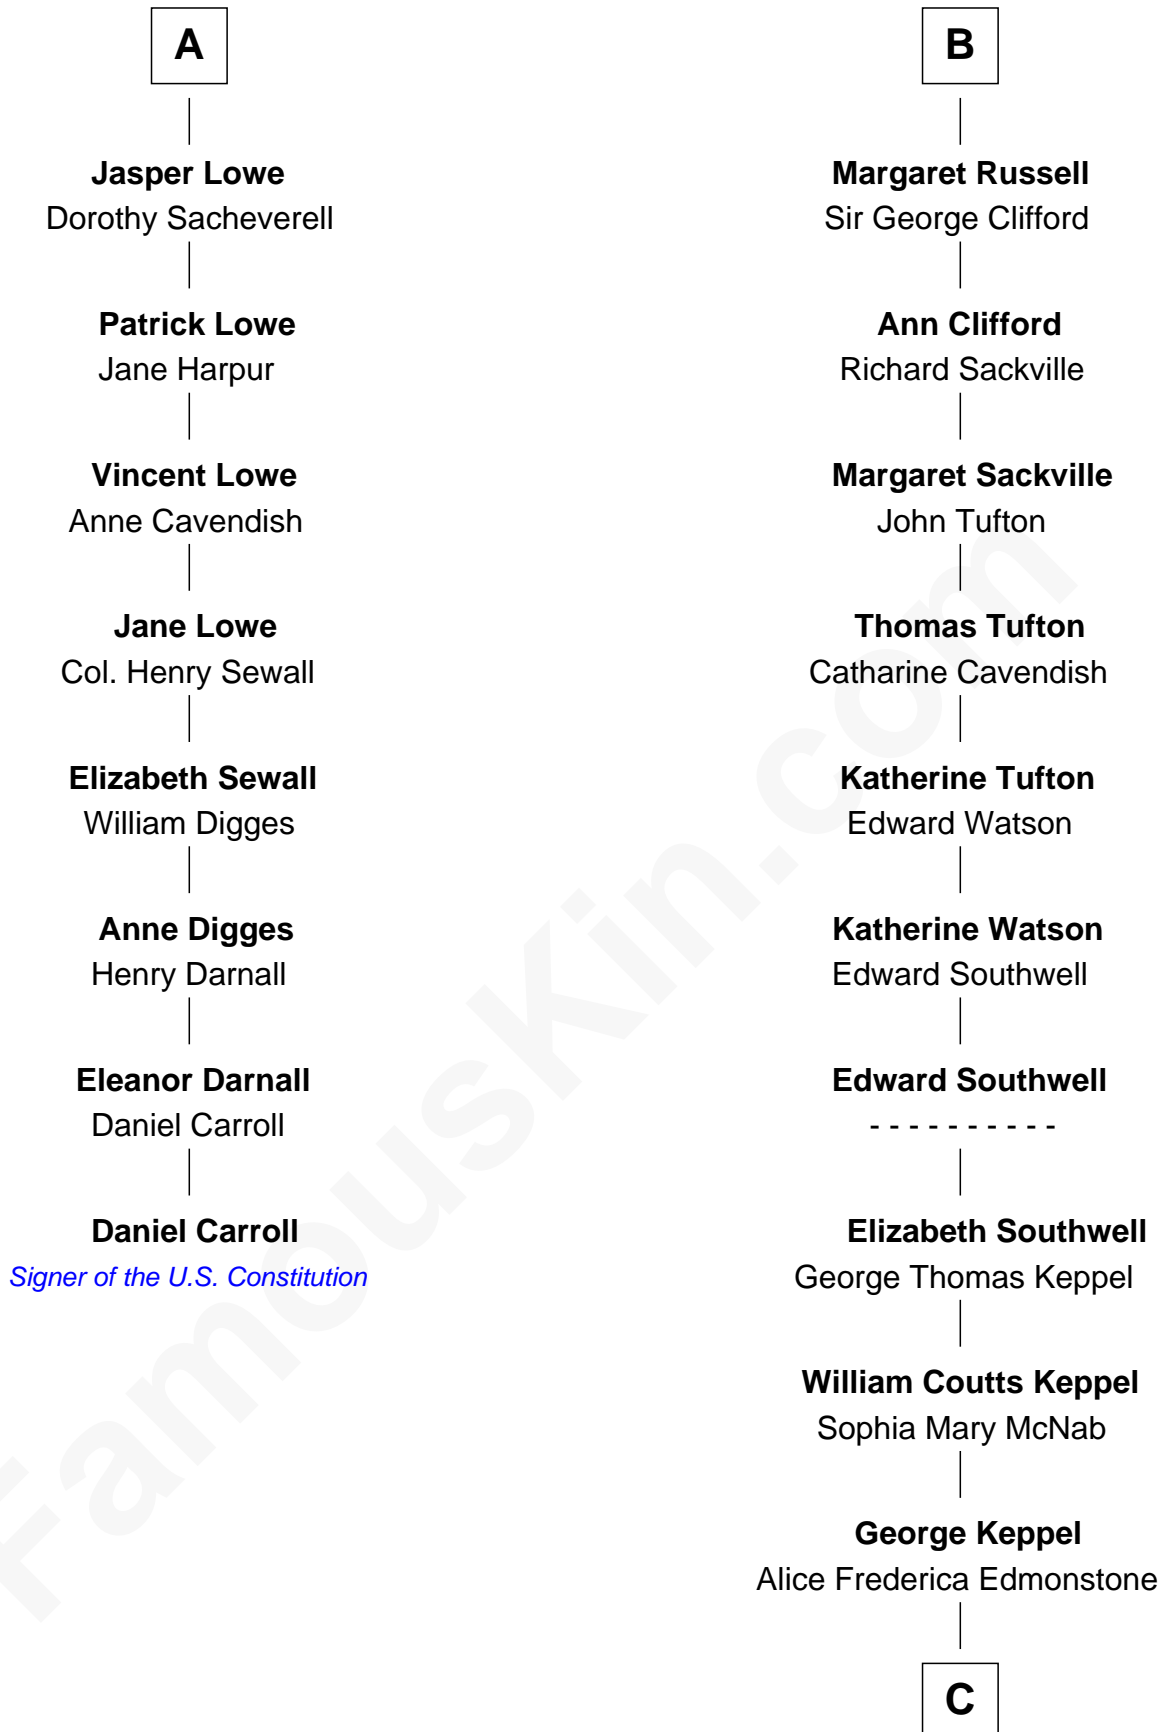 A
Jasper Lowe
Dorothy Sacheverell
Patrick Lowe
Jane Harpur
Vincent Lowe
Anne Cavendish
Jane Lowe
Col. Henry Sewall
Elizabeth Sewall
William Digges
Anne Digges
Henry Darnall
Eleanor Darnall
Daniel Carroll
Daniel Carroll
Signer of the U.S. Constitution
B
Margaret Russell
Sir George Clifford
Ann Clifford
Richard Sackville
Margaret Sackville
John Tufton
Thomas Tufton
Catharine Cavendish
Katherine Tufton
Edward Watson
Katherine Watson
Edward Southwell
Edward Southwell
- - - - - - - - - -
Elizabeth Southwell
George Thomas Keppel
William Coutts Keppel
Sophia Mary McNab
George Keppel
Alice Frederica Edmonstone
C
FamousKin.com